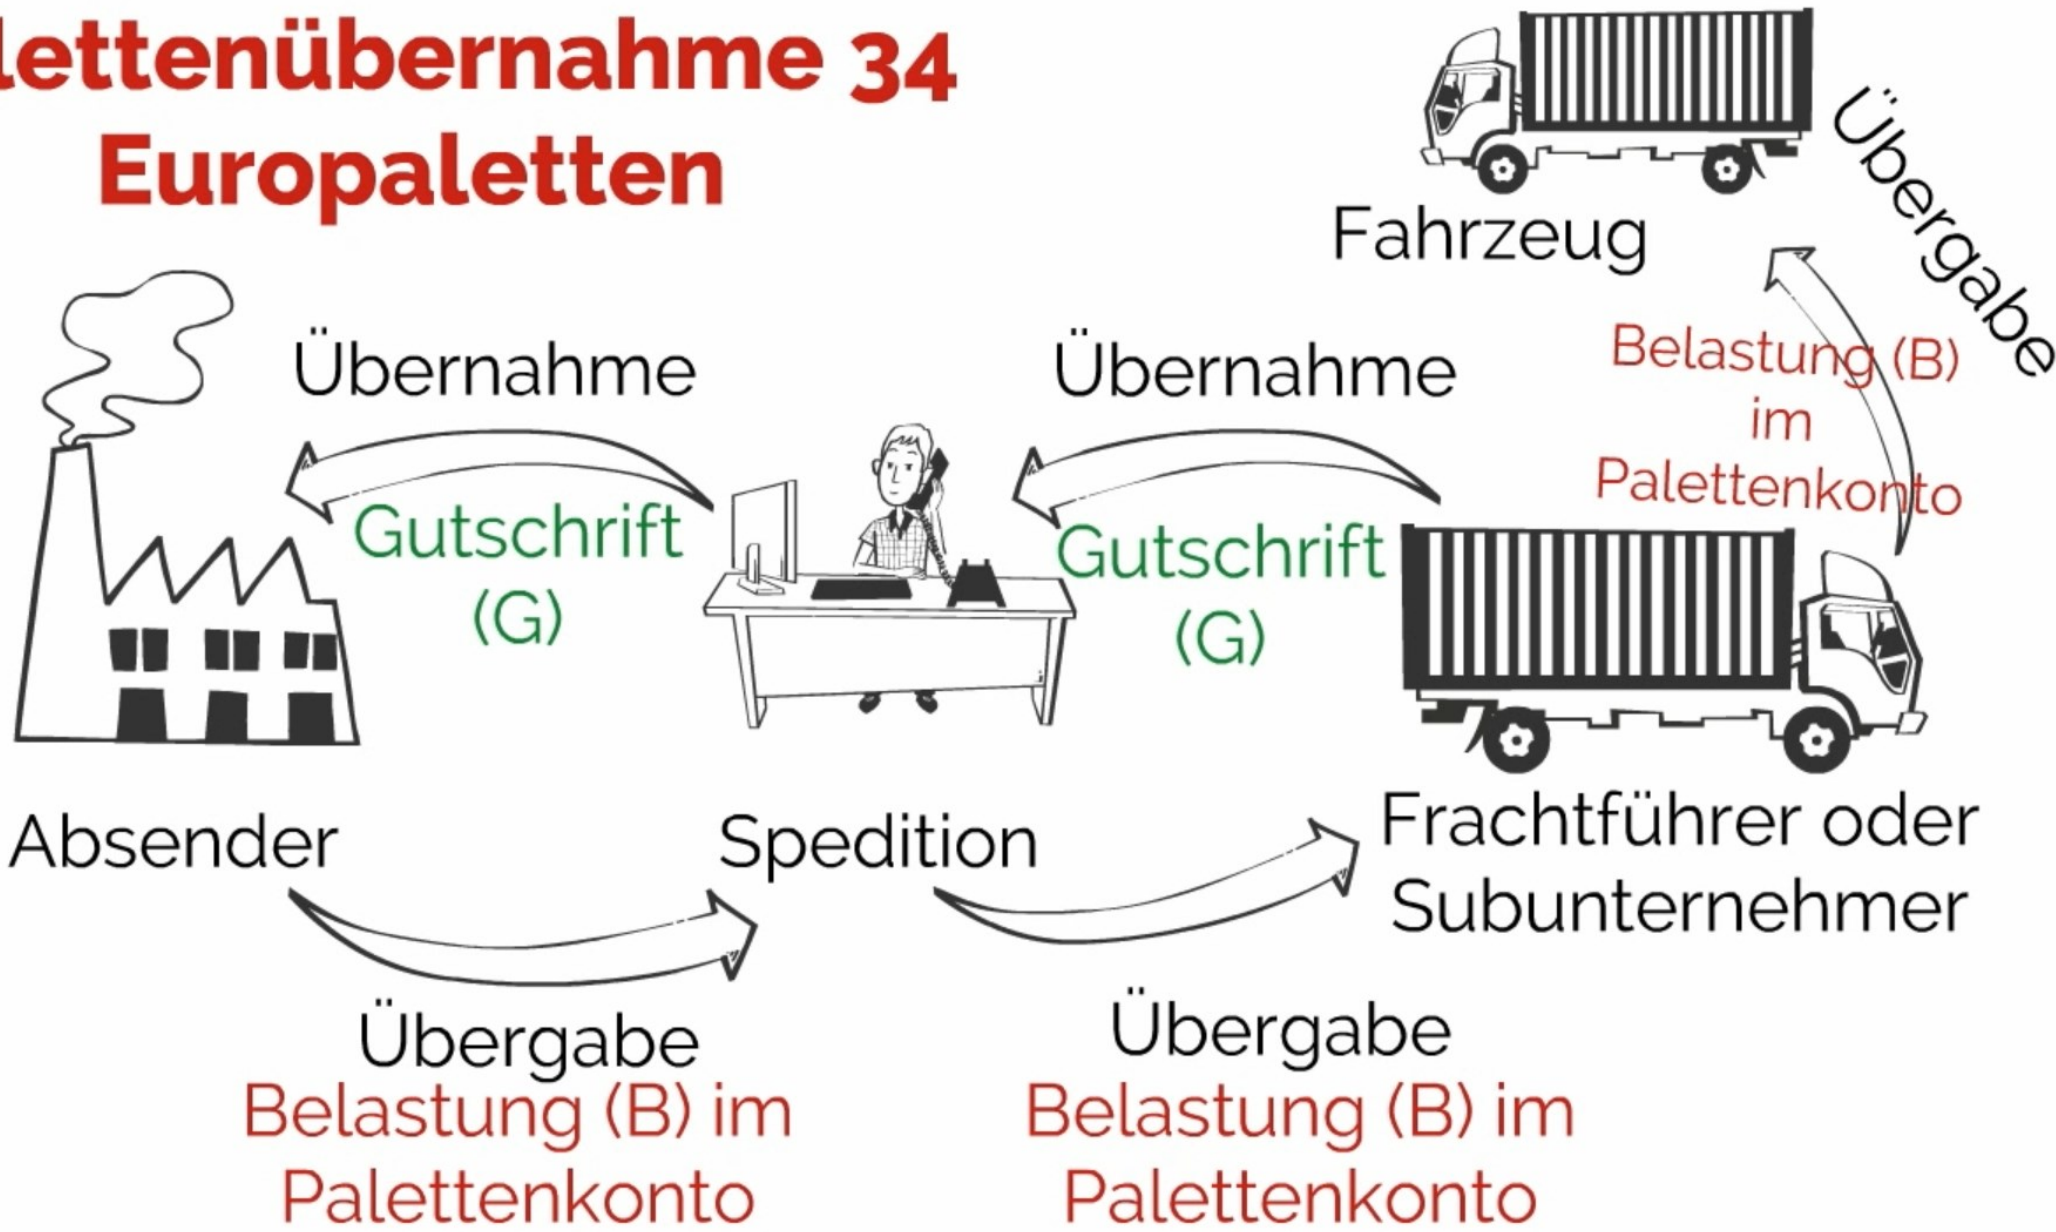 lettenübernahme 34
Europaletten
Fahrzeug
Übergabe
Übernahme
Übernahme
Belastung (B)
im
Palettenkonto
Gutschrift
(G)
Gutschrift
(G)
Absender
Spedition
Frachtführer oder
Subunternehmer
Übergabe
Belastung (B) im
Palettenkonto
Übergabe
Belastung (B) im
Palettenkonto